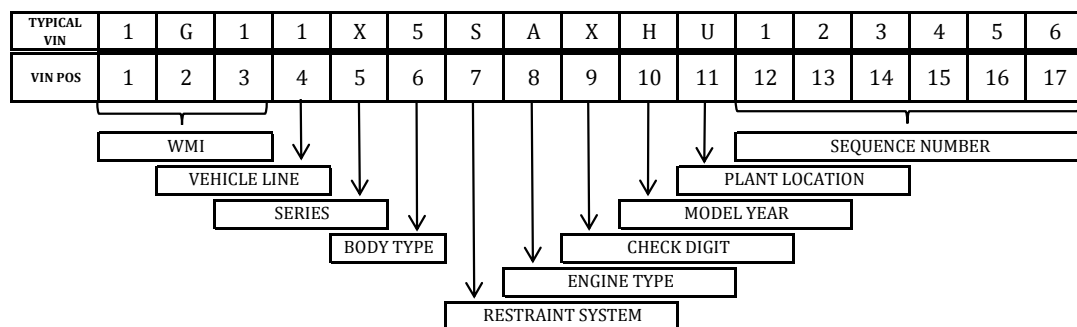 TYPICAL VIN 1 G 1 1 X 5 S A X H U 1 2 3 4 5 6
VIN POS 1 2 3 4 5 6 7 8 9 10 11 12 13 14 15 16 17
WMI SEQUENCE NUMBER
VEHICLE LINE PLANT LOCATION
SERIES MODEL YEAR
BODY TYPE CHECK DIGIT
ENGINE TYPE
RESTRAINT SYSTEM